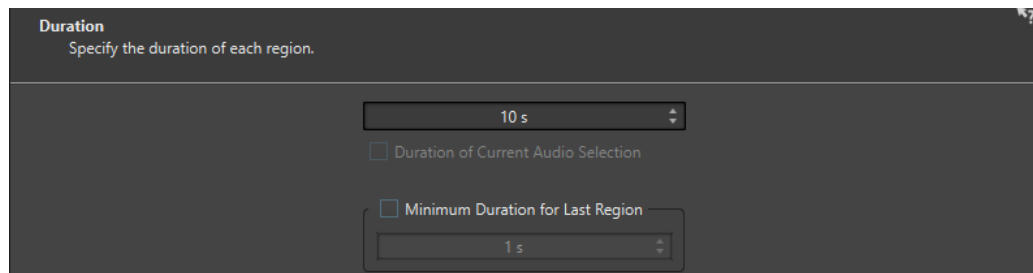 Duration
Specify the duration of each region.
10 s
Duration of Current Audio Selection
Minimum Duration for Last Region
1 s